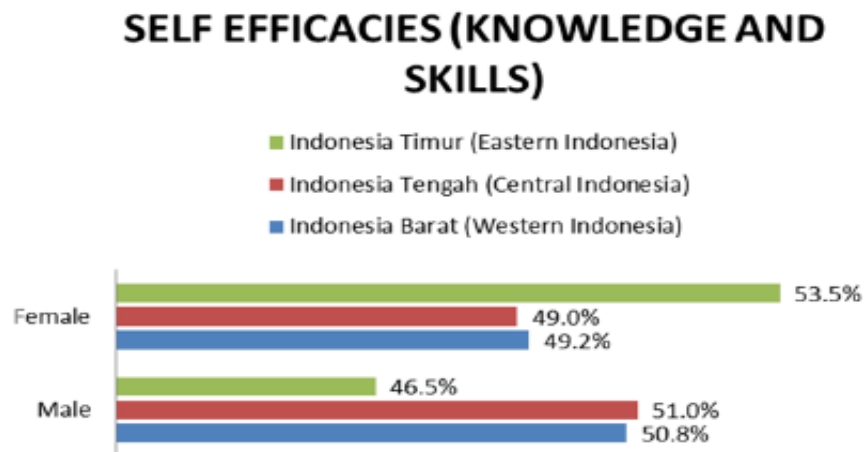 SELF EFFICACIES (KNOWLEDGE AND
SKILLS)
Indonesia Timur (Eastern Indonesia)
Indonesia Tengah (Central Indonesia)
Indonesia Barat (Western Indonesia)
53.5%
Female
49.0%
49.2%
46.5%
Male
51.0%
50.8%